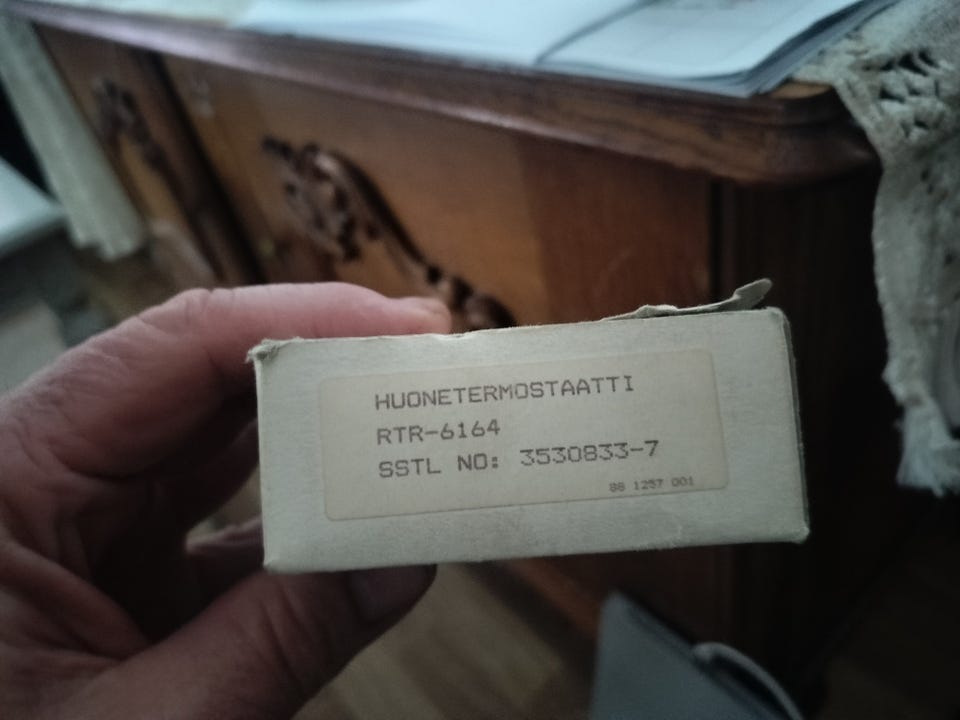 HUONETERMOSTAATTI
RTR-6164
SSTL NO: 3530833-7
88 1257 001